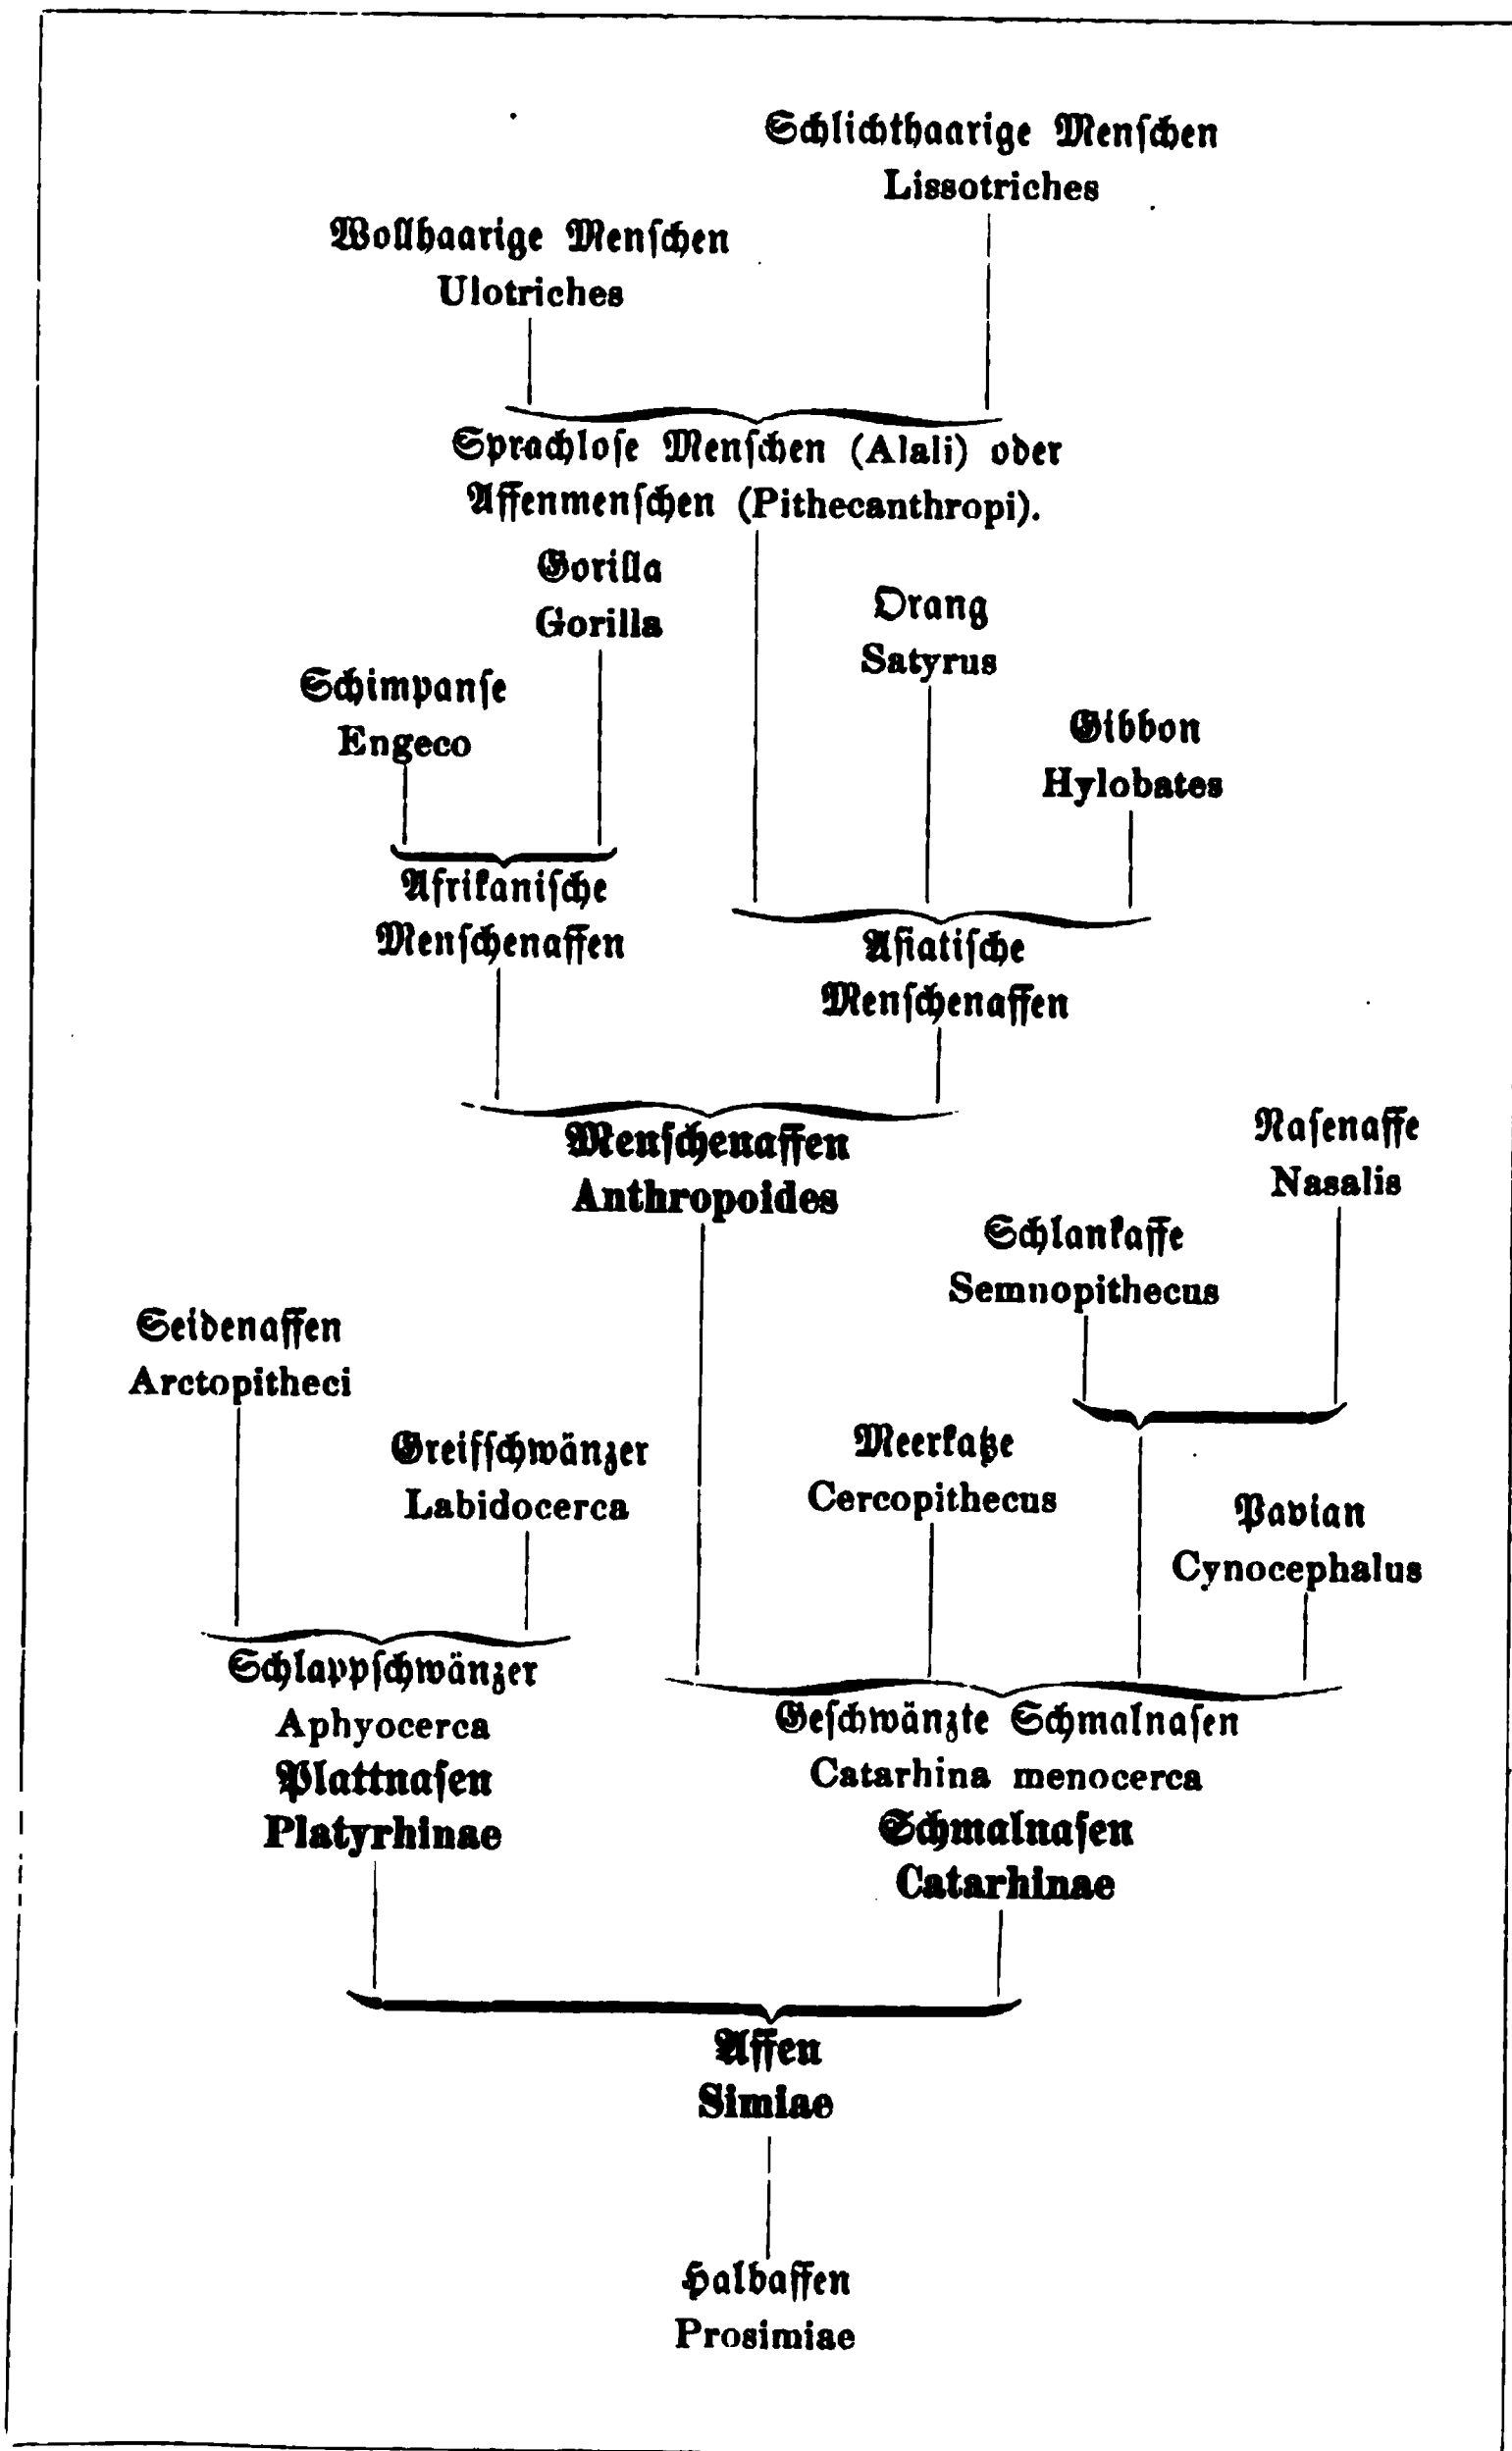 Schlichthaarige Menſchen
Lissotriches
Wollhaarige Menſchen
Ulotriches
Sprachloſe Menſchen (Alali) oder
Affenmenſchen (Pithecanthropi).
Gorilla
Gorilla
Orang
Satyrus
Schimpanſe
Engeco
Gibbon
Hylobates
Afrikaniſche
Menſchenaffen
Aſiatiſche
Menſchenaffen
Menſchenaffen
Anthropoides
Naſenaffe
Nasalis
Schlankaffe
Semnopithecus
Seidenaffen
Arctopitheci
Greifſchwänzer
Labidocerca
Meerkatze
Cercopithecus
Pavian
Cynocephalus
Schlappſchwänzer
Aphyocerca
Plattnaſen
Platyrhinae
Geſchwänzte Schmalnaſen
Catarhina menocerca
Schmalnaſen
Catarhinae
Affen
Simiae
Halbaffen
Prosimiae